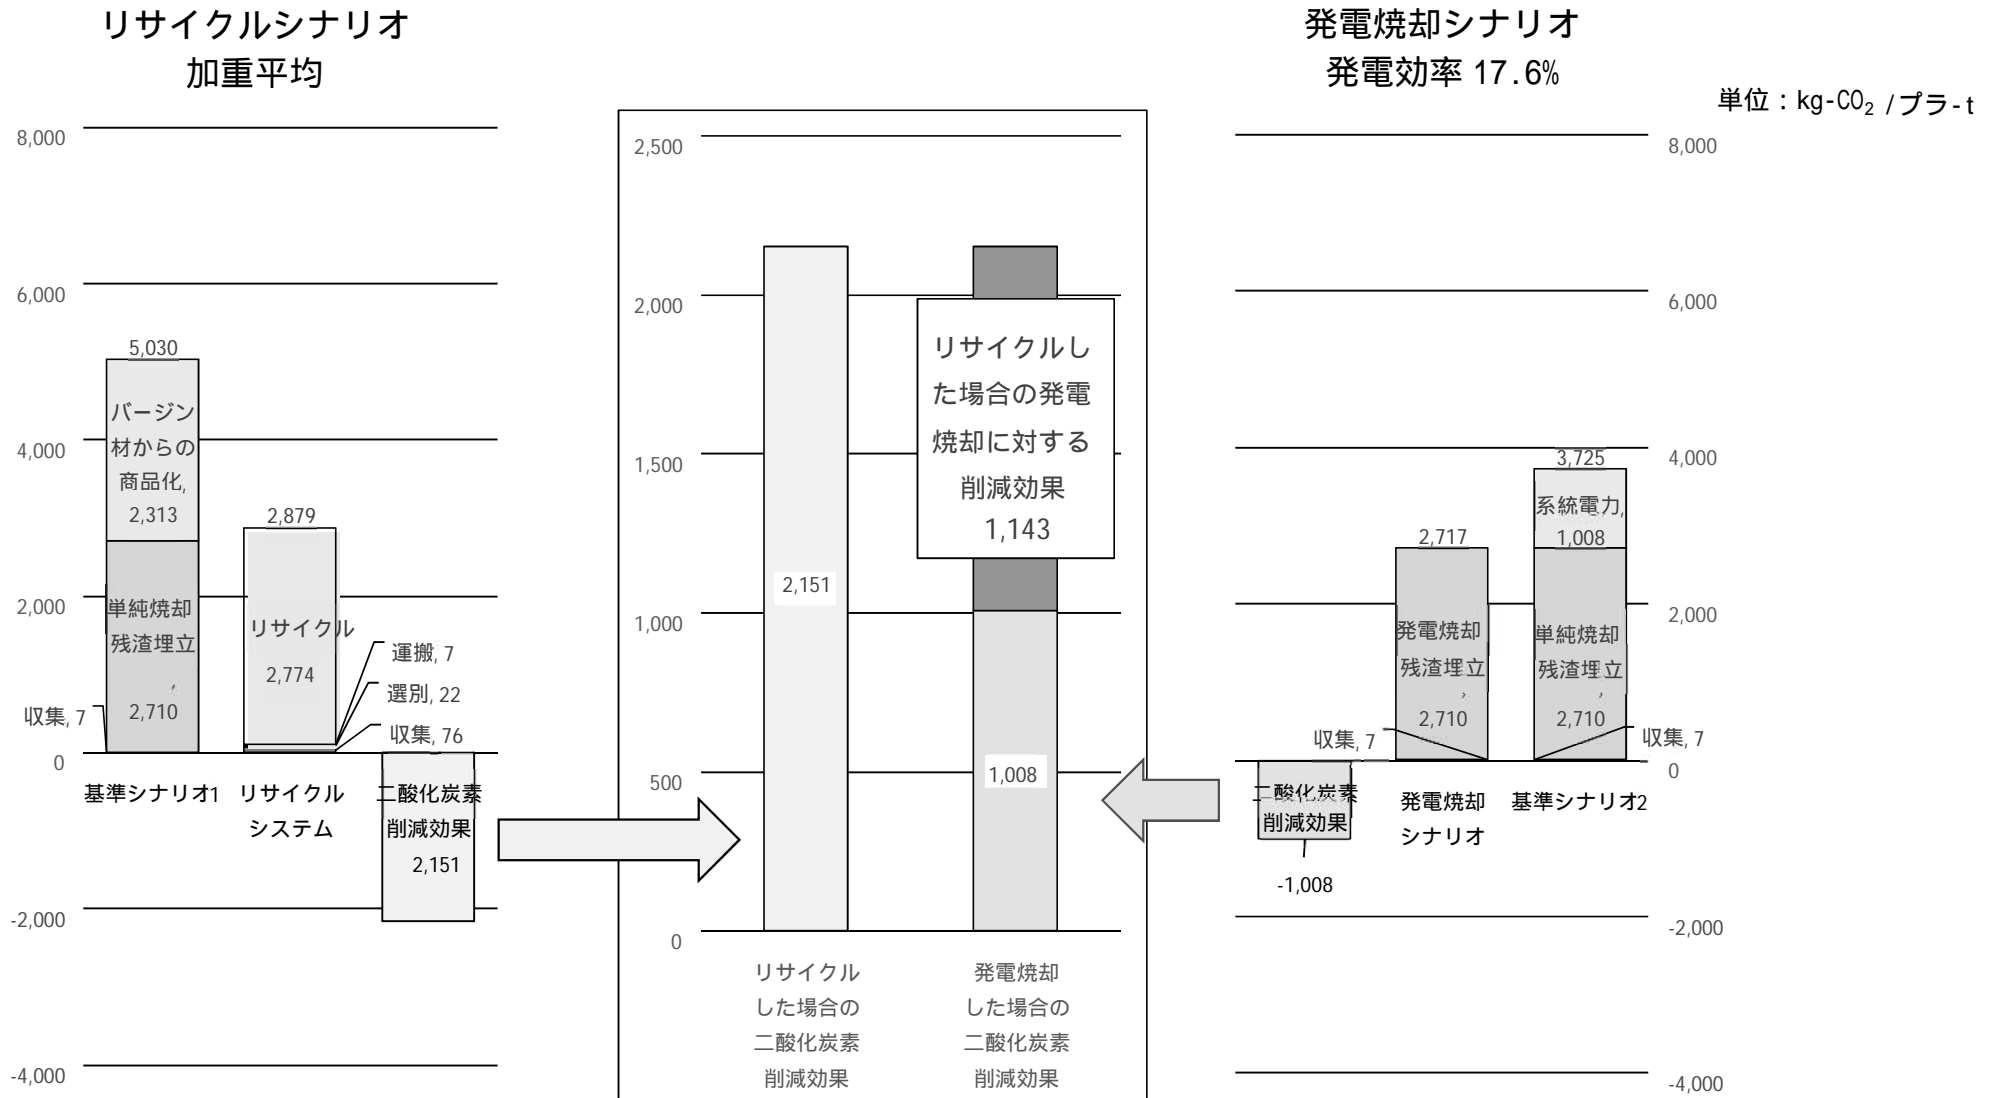 リサイクルシナリオ
加重平均
8,000
6,000
4,000
2,000
0
-2,000
-4,000
5,030
バージン
材からの
商品化,
2,313
単純焼却
残渣埋立
,
2,710
収集, 7
2,879
リサイクル
2,774
運搬, 7
選別, 22
収集, 76
基準シナリオ1
リサイクル
システム
二酸化炭素
削減効果
2,151
2,500
2,000
1,500
1,000
500
0
2,151
リサイクルし
た場合の発電
焼却に対する
削減効果
1,143
1,008
リサイクル
した場合の
二酸化炭素
削減効果
発電焼却
した場合の
二酸化炭素
削減効果
発電焼却シナリオ
発電効率 17.6%
単位：kg-CO₂ /プラ-t
8,000
6,000
4,000
2,000
0
-2,000
-4,000
二酸化炭素
削減効果
-1,008
2,717
発電焼却
残渣埋立
,
2,710
収集, 7
発電焼却
シナリオ
3,725
系統電力,
1,008
単純焼却
残渣埋立
,
2,710
収集, 7
基準シナリオ2